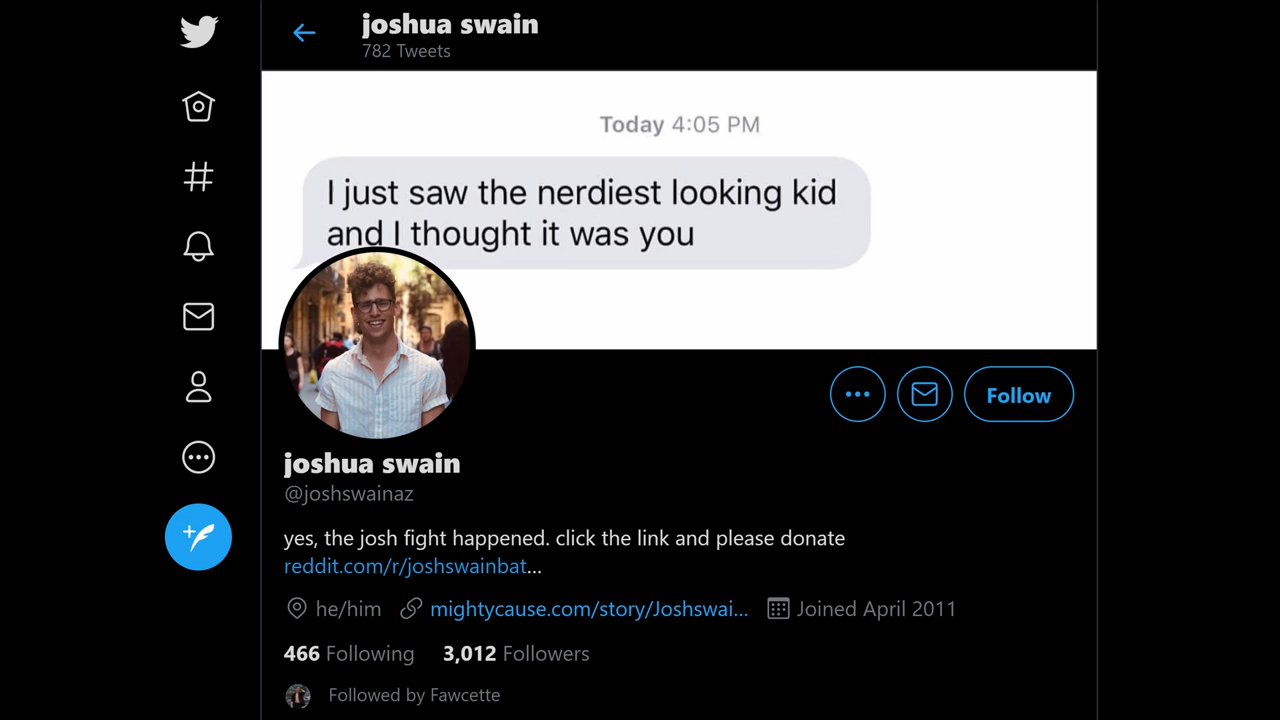 joshua swain
782 Tweets
Today 4:05 PM
I just saw the nerdiest looking kid
and I thought it was you
Follow
joshua swain
@joshswainaz
yes, the josh fight happened. click the link and please donate
reddit.com/r/joshswainbat...
he/him mightycause.com/story/Joshswai... Joined April 2011
466 Following 3,012 Followers
Followed by Fawcette